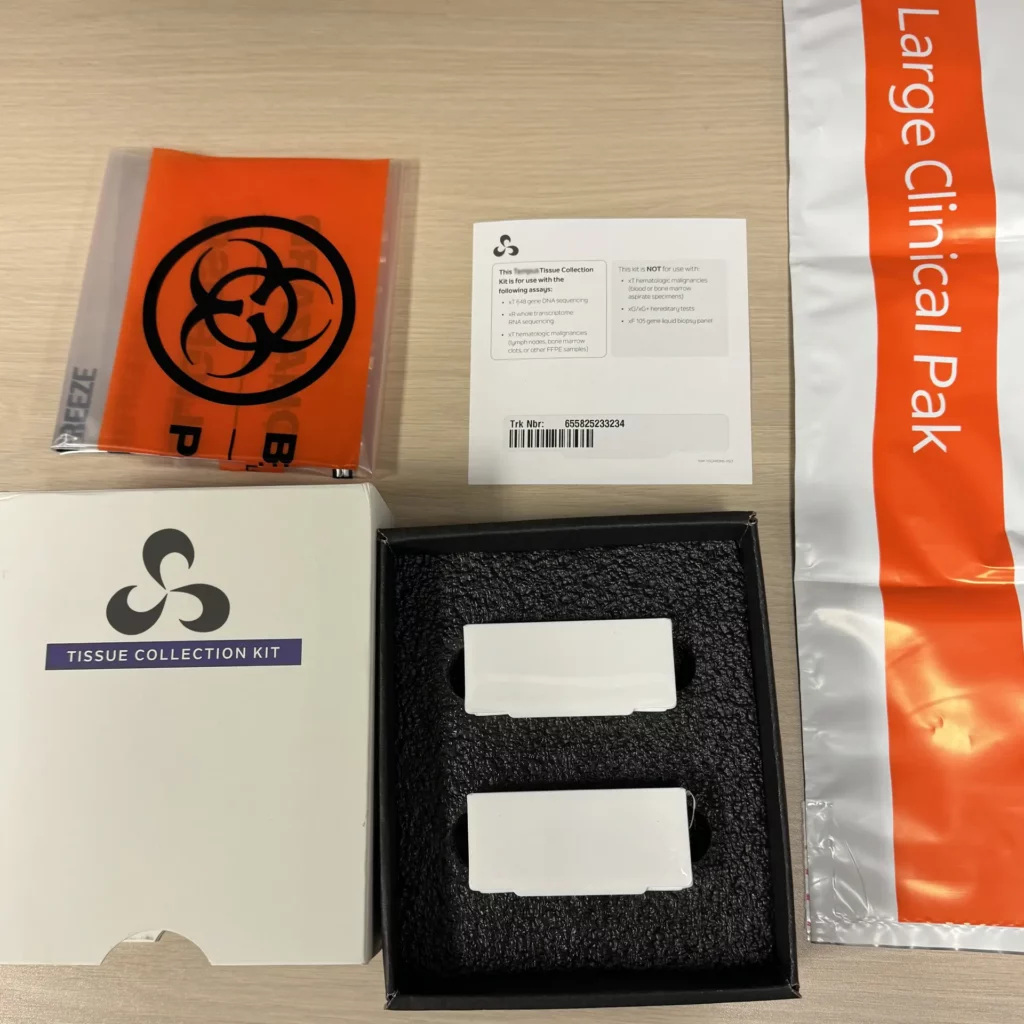 Large Clinical Pak
REEZE
P
B
This Tissue Collection
Kit is for use with the
following assays:
• xT 648 gene DNA sequencing
• xR whole transcriptome
RNA sequencing
• xT hematologic malignancies
(lymph nodes, bone marrow
clots, or other FFPE samples)
This kit is NOT for use with:
• xT hematologic malignancies
(blood or bone marrow
aspirate specimens)
• xG/xG+ hereditary tests
• xF 105 gene liquid biopsy panel
Trk Nbr: 655825233234
TISSUE COLLECTION KIT